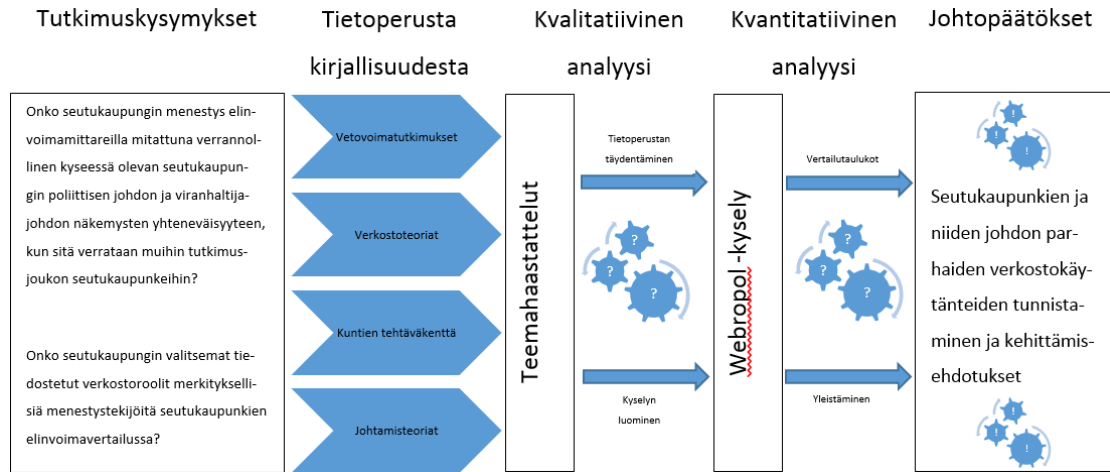 Tutkimuskysymykset
Tietoperusta
kirjallisuudesta
Kvalitatiivinen
analyysi
Kvantitatiivinen
analyysi
Johtopäätökset
Onko seutukaupungin menestys elin-
voimamittareilla mitattuna verrannol-
linen kyseessä olevan seutukaupun-
gin poliittisen johdon ja viranhaltija-
johdon näkemysten yhteneväisyyteen,
kun sitä verrataan muihin tutkimus-
joukon seutukaupunkeihin?
Onko seutukaupungin valitsemat tie-
dostetut verkostoroolit merkitykselli-
siä menestystekijöitä seutukaupunkien
elinvoimavertailussa?
Vetovoimatutkimukset
Verkostoteoriat
Kuntien tehtäväkenttä
Johtamisteoriat
Teemahaastattelut
Tietoperustan
täydentäminen
?
?
?
Kyselyn
luominen
Webropol -kysely
Vertailutaulukot
?
?
?
Yleistäminen
!
!
!
Seutukaupunkien ja
niiden johdon par-
haiden verkostokäy-
tänteiden tunnista-
minen ja kehittämis-
ehdotukset
!
!
!